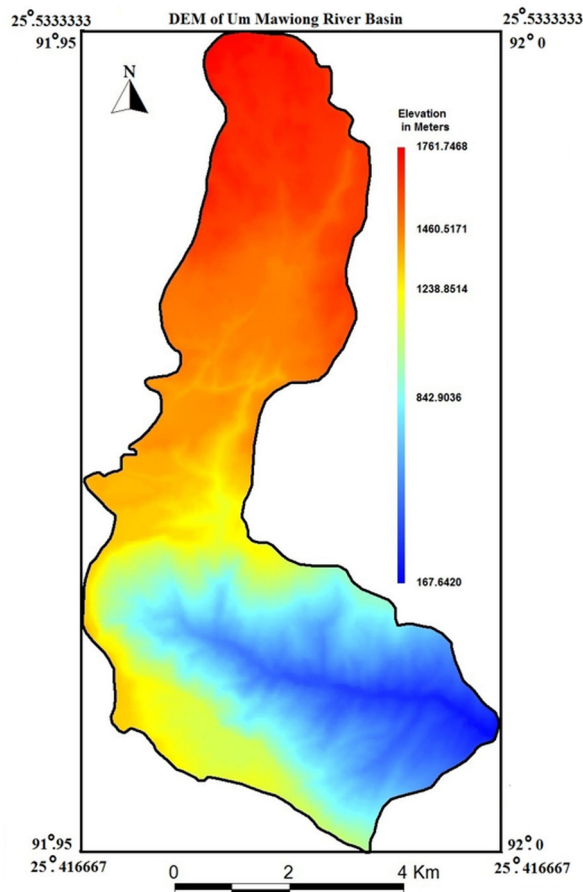 DEM of Um Mawiong River Basin
25°.5333333
25°.5333333
91°95
92°0
N
Elevation
in Meters
1761.7468
1460.5171
1238.8514
842.9036
167.6420
91°.95
92°.0
25°.416667
25°.416667
0 2 4 Km